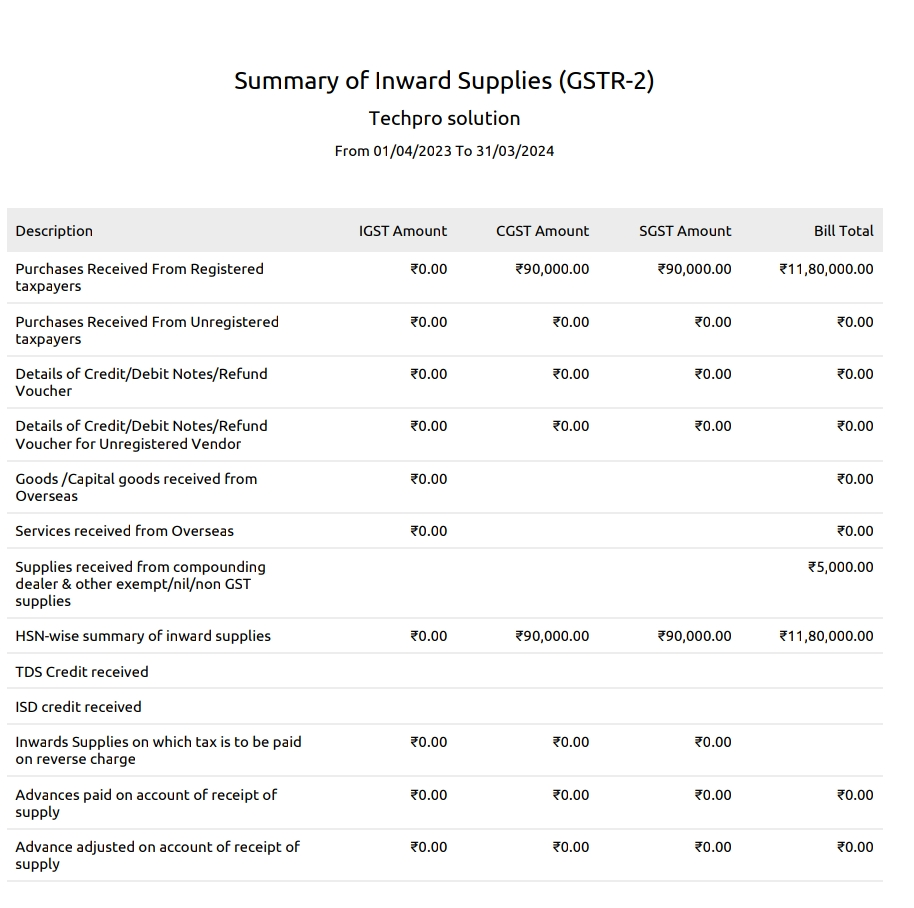 Summary of Inward Supplies (GSTR-2)
Techpro solution
From 01/04/2023 To 31/03/2024
Description IGST Amount CGST Amount SGST Amount Bill Total
Purchases Received From Registered ₹0.00 ₹90,000.00 ₹90,000.00 ₹11,80,000.00
taxpayers
Purchases Received From Unregistered ₹0.00 ₹0.00 ₹0.00 ₹0.00
taxpayers
Details of Credit/Debit Notes/Refund ₹0.00 ₹0.00 ₹0.00 ₹0.00
Voucher
Details of Credit/Debit Notes/Refund ₹0.00 ₹0.00 ₹0.00 ₹0.00
Voucher for Unregistered Vendor
Goods /Capital goods received from ₹0.00 ₹0.00
Overseas
Services received from Overseas ₹0.00 ₹0.00
Supplies received from compounding ₹5,000.00
dealer & other exempt/nil/non GST
supplies
HSN-wise summary of inward supplies ₹0.00 ₹90,000.00 ₹90,000.00 ₹11,80,000.00
TDS Credit received
ISD credit received
Inwards Supplies on which tax is to be paid ₹0.00 ₹0.00 ₹0.00
on reverse charge
Advances paid on account of receipt of ₹0.00 ₹0.00 ₹0.00 ₹0.00
supply
Advance adjusted on account of receipt of ₹0.00 ₹0.00 ₹0.00 ₹0.00
supply